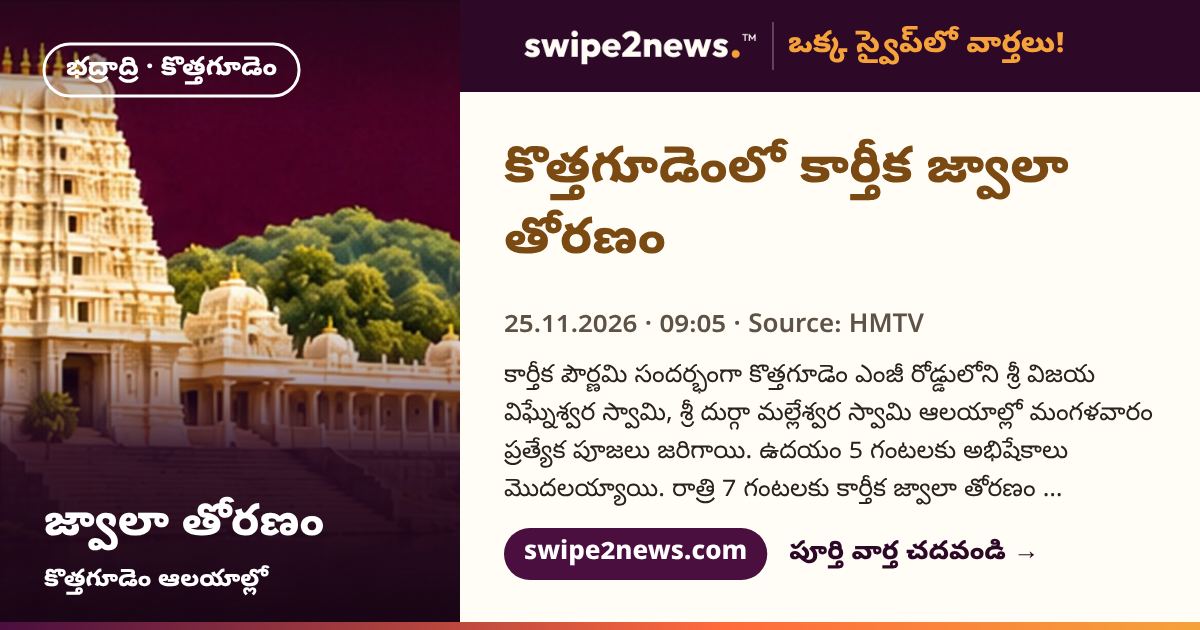 భద్రాద్రి · కొత్తగూడెం
జ్వాలా తోరణం
కొత్తగూడెం ఆలయాల్లో
swipe2news.™ ఒక్క స్వైప్‌లో వార్తలు!
కొత్తగూడెంలో కార్తీక జ్వాలా
తోరణం
25.11.2026 · 09:05 · Source: HMTV
కార్తీక పౌర్ణమి సందర్భంగా కొత్తగూడెం ఎంజీ రోడ్డులోని శ్రీ విజయ
విఘ్నేశ్వర స్వామి, శ్రీ దుర్గా మల్లేశ్వర స్వామి ఆలయాల్లో మంగళవారం
ప్రత్యేక పూజలు జరిగాయి. ఉదయం 5 గంటలకు అభిషేకాలు
మొదలయ్యాయి. రాత్రి 7 గంటలకు కార్తీక జ్వాలా తోరణం ...
swipe2news.com పూర్తి వార్త చదవండి →